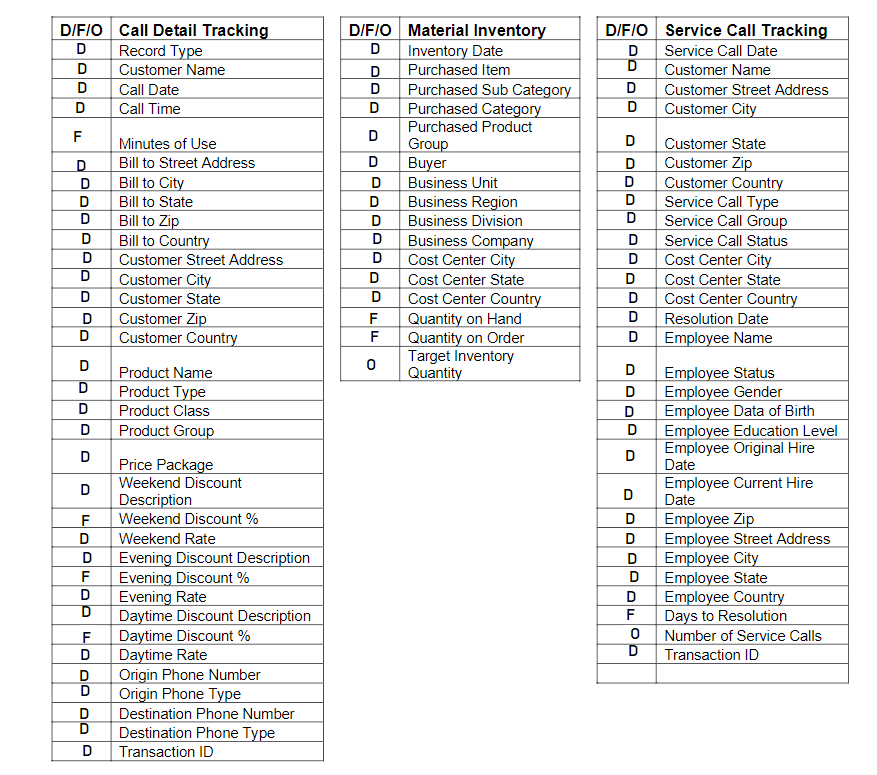 D/F/O Call Detail Tracking
D Record Type
D Customer Name
D Call Date
D Call Time
F Minutes of Use
D Bill to Street Address
D Bill to City
D Bill to State
D Bill to Zip
D Bill to Country
D Customer Street Address
D Customer City
D Customer State
D Customer Zip
D Customer Country
D Product Name
D Product Type
D Product Class
D Product Group
D Price Package
D Weekend Discount
Description
F Weekend Discount %
D Weekend Rate
D Evening Discount Description
F Evening Discount %
D Evening Rate
D Daytime Discount Description
F Daytime Discount %
D Daytime Rate
D Origin Phone Number
D Origin Phone Type
D Destination Phone Number
D Destination Phone Type
D Transaction ID
D/F/O Material Inventory
D Inventory Date
D Purchased Item
D Purchased Sub Category
D Purchased Category
D Purchased Product
Group
D Buyer
D Business Unit
D Business Region
D Business Division
D Business Company
D Cost Center City
D Cost Center State
D Cost Center Country
F Quantity on Hand
F Quantity on Order
O Target Inventory
Quantity
D/F/O Service Call Tracking
D Service Call Date
D Customer Name
D Customer Street Address
D Customer City
D Customer State
D Customer Zip
D Customer Country
D Service Call Type
D Service Call Group
D Service Call Status
D Cost Center City
D Cost Center State
D Cost Center Country
D Resolution Date
D Employee Name
D Employee Status
D Employee Gender
D Employee Data of Birth
D Employee Education Level
D Employee Original Hire
Date
D Employee Current Hire
Date
D Employee Zip
D Employee Street Address
D Employee City
D Employee State
D Employee Country
F Days to Resolution
O Number of Service Calls
D Transaction ID